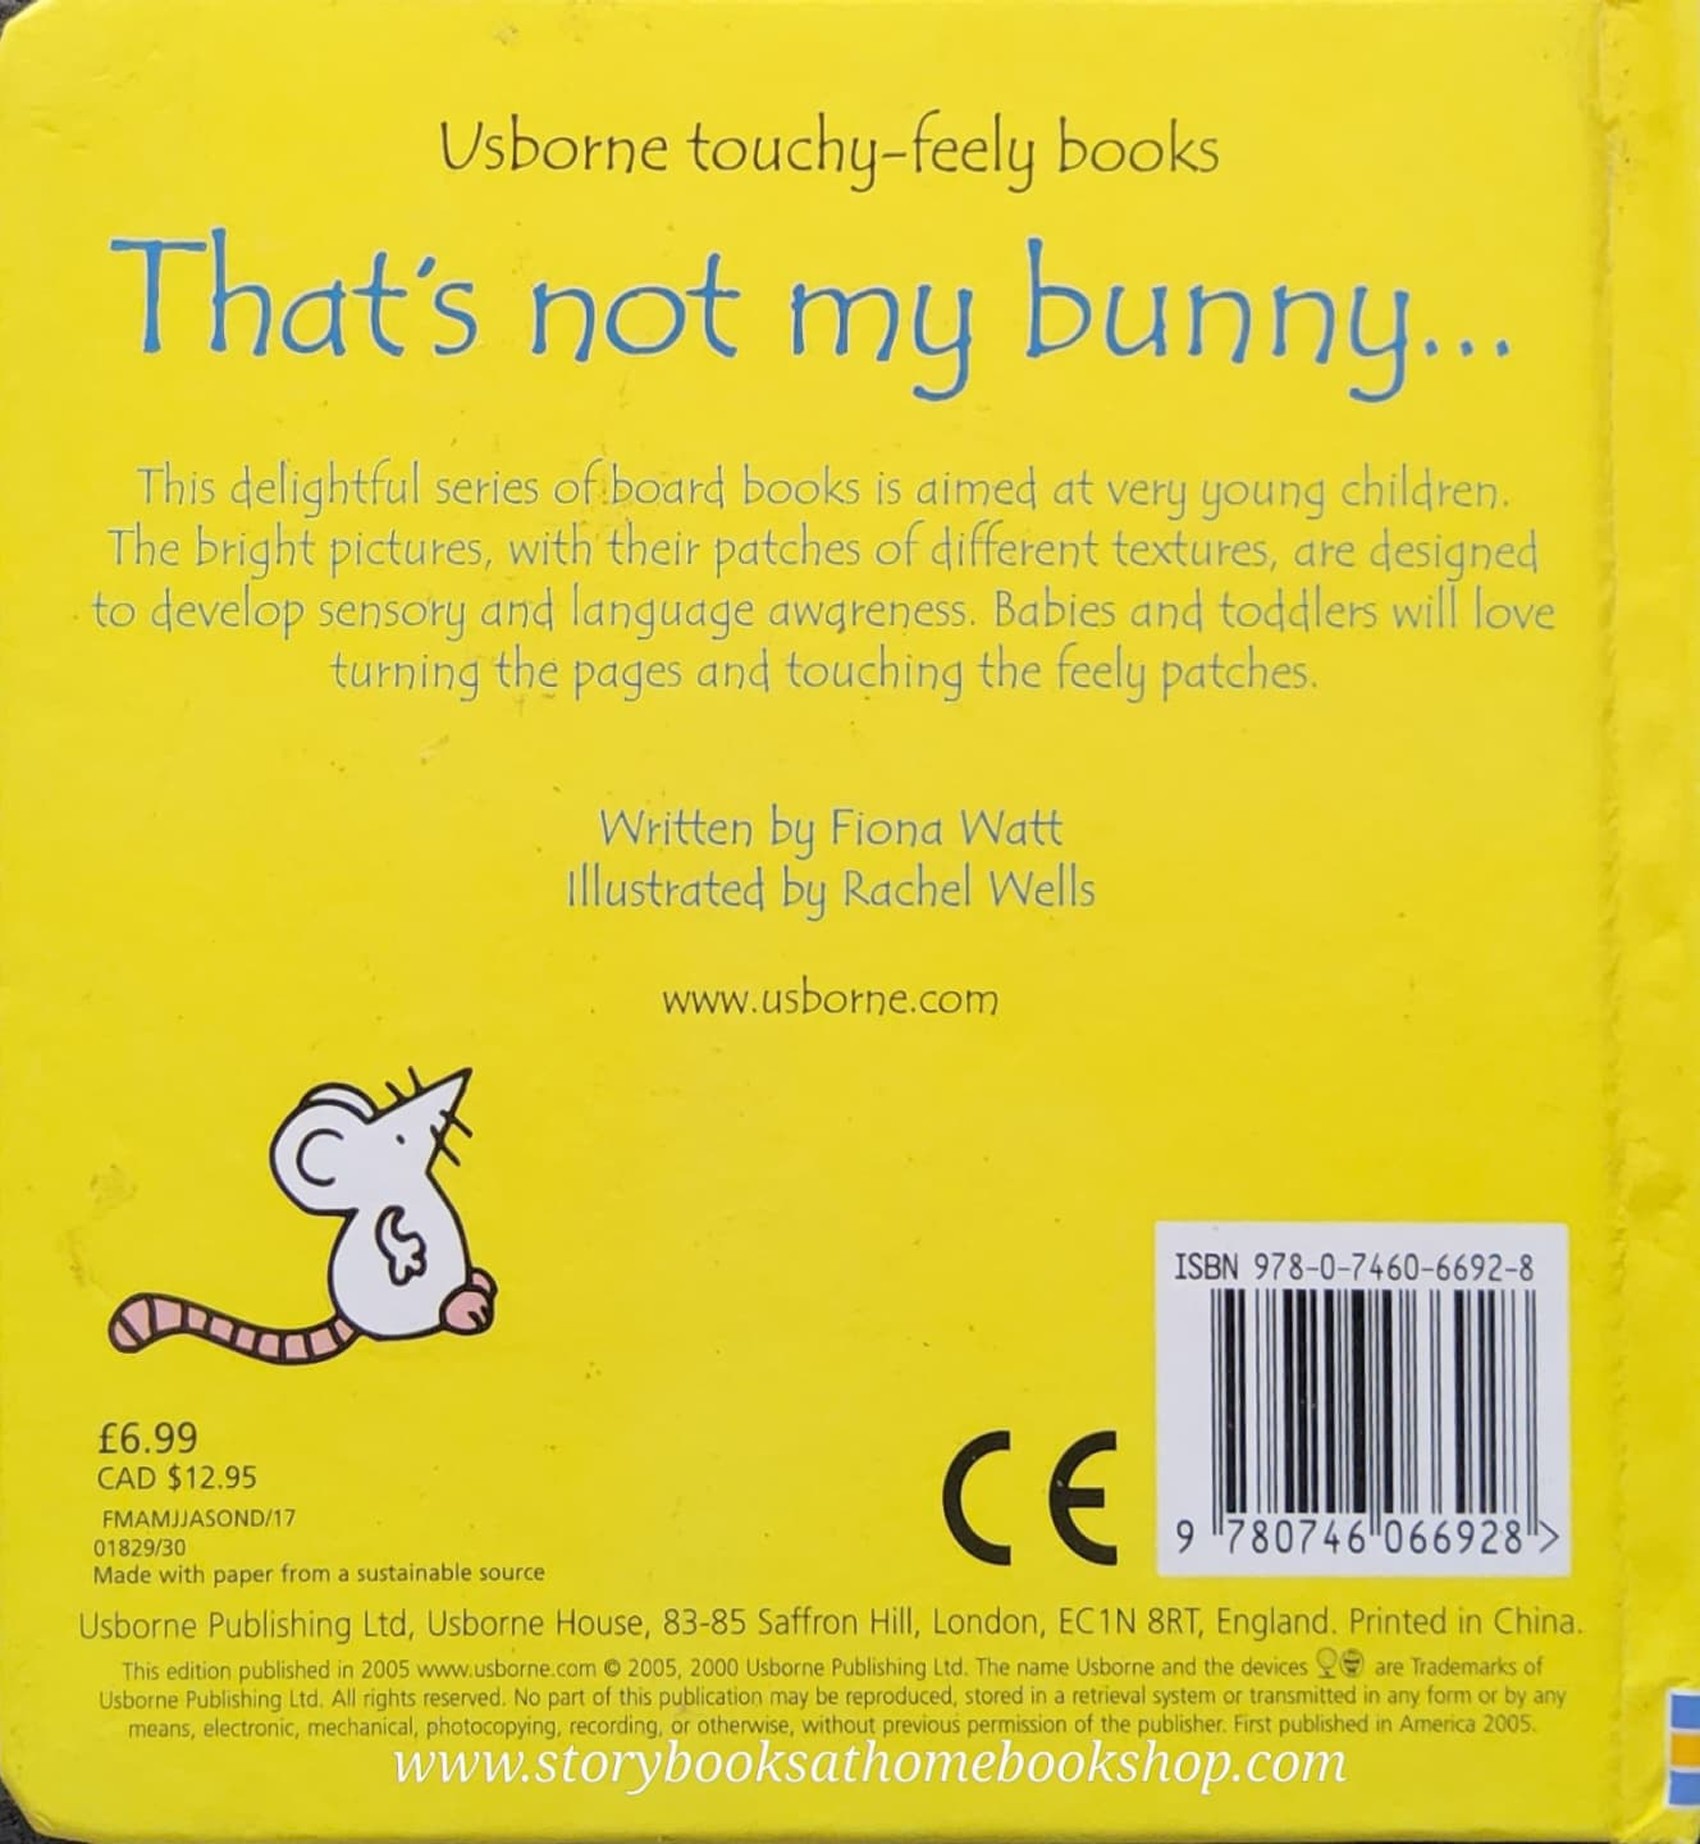 Usborne touchy-feely books
That's not my bunny...
This delightful series of board books is aimed at very young children.
The bright pictures, with their patches of different textures, are designed
to develop sensory and language awareness. Babies and toddlers will love
turning the pages and touching the feely patches.
Written by Fiona Watt
Illustrated by Rachel Wells
www.usborne.com
ISBN 978-0-7460-6692-8
9 780746 066928 >
£6.99
CAD $12.95
FMAMJJASOND/17
01829/30
Made with paper from a sustainable source
CE
Usborne Publishing Ltd, Usborne House, 83-85 Saffron Hill, London, EC1N 8RT, England. Printed in China.
This edition published in 2005 www.usborne.com © 2005, 2000 Usborne Publishing Ltd. The name Usborne and the devices are Trademarks of
Usborne Publishing Ltd. All rights reserved. No part of this publication may be reproduced, stored in a retrieval system or transmitted in any form or by any
means, electronic, mechanical, photocopying, recording, or otherwise, without previous permission of the publisher. First published in America 2005.
www.storybooksathomebookshop.com